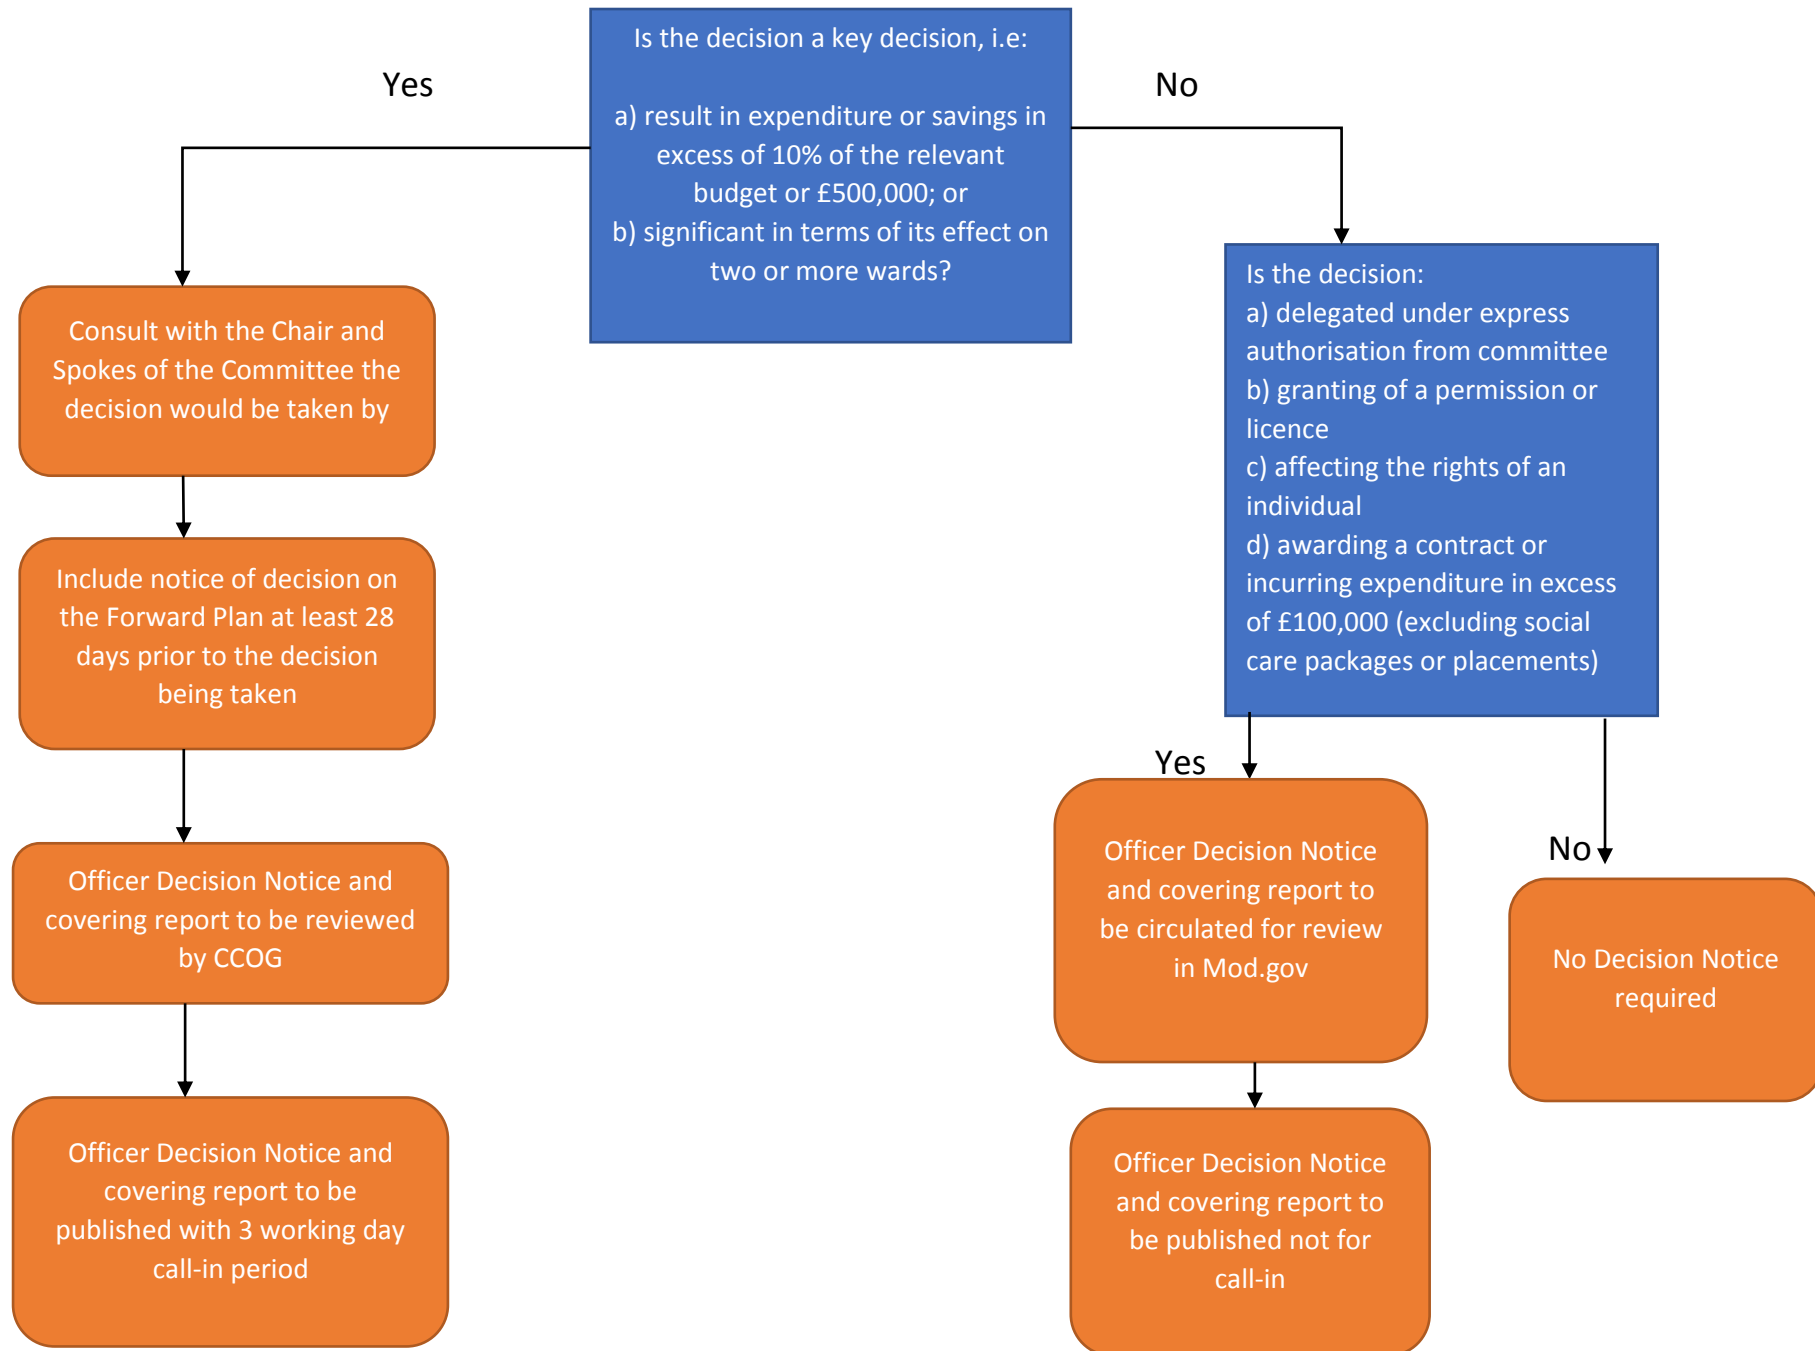 Is the decision a key decision, i.e:
a) result in expenditure or savings in
excess of 10% of the relevant
budget or £500,000; or
b) significant in terms of its effect on
two or more wards?
Yes
No
Consult with the Chair and
Spokes of the Committee the
decision would be taken by
Include notice of decision on
the Forward Plan at least 28
days prior to the decision
being taken
Officer Decision Notice and
covering report to be reviewed
by CCOG
Officer Decision Notice and
covering report to be
published with 3 working day
call-in period
Is the decision:
a) delegated under express
authorisation from committee
b) granting of a permission or
licence
c) affecting the rights of an
individual
d) awarding a contract or
incurring expenditure in excess
of £100,000 (excluding social
care packages or placements)
Yes
No
Officer Decision Notice
and covering report to
be circulated for review
in Mod.gov
Officer Decision Notice
and covering report to
be published not for
call-in
No Decision Notice
required